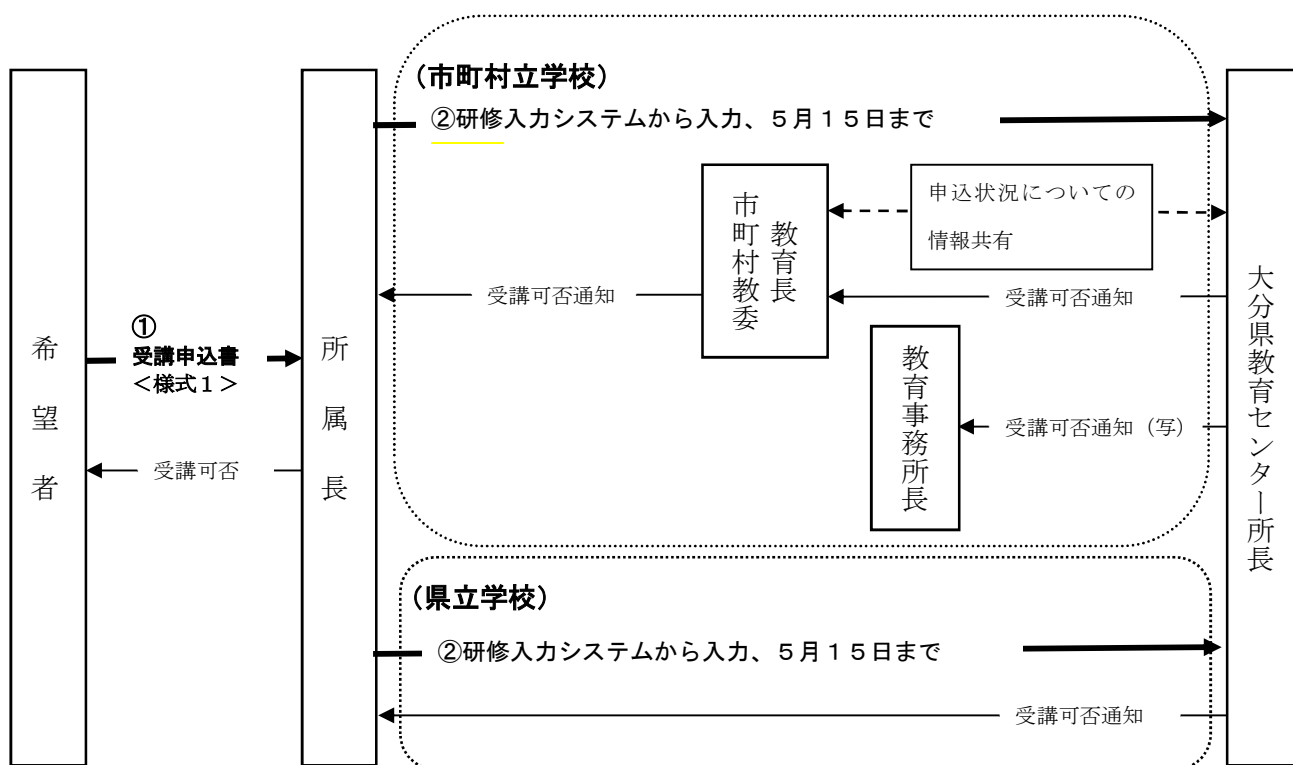 (市町村立学校)
②研修入力システムから入力、５月１５日まで
申込状況についての
情報共有
市町村教委
教育長
受講可否通知
受講可否通知
①
受講申込書
＜様式１＞
希望者
所属長
大分県教育センター所長
教育事務所長
受講可否通知（写）
受講可否
(県立学校)
②研修入力システムから入力、５月１５日まで
受講可否通知